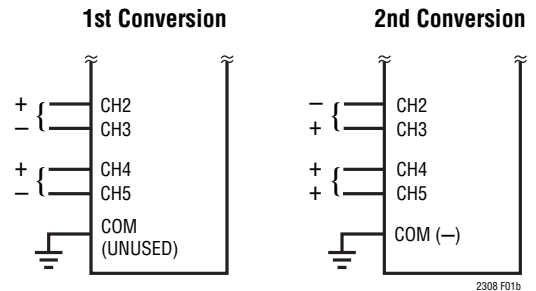 1st Conversion
+ { CH2
– CH3
+ { CH4
– CH5
COM
(UNUSED)
2nd Conversion
– { CH2
+ CH3
+ { CH4
+ CH5
COM (–)
2308 F01b